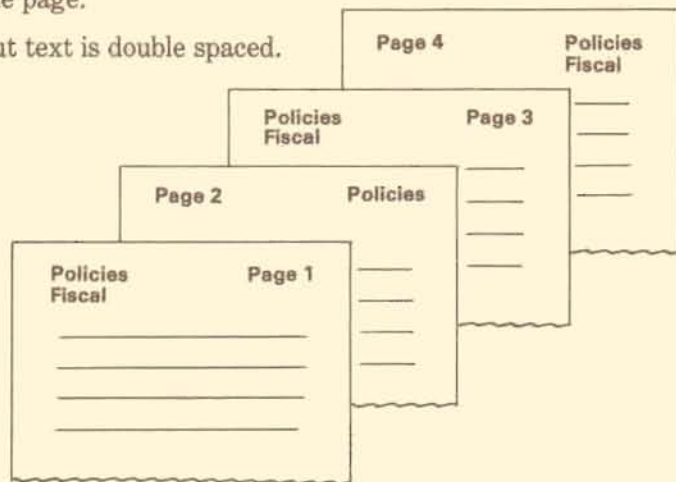 page.
ut text is double spaced.
Page 4 Policies
Fiscal
Policies Page 3
Fiscal
Page 2 Policies
Policies Page 1
Fiscal